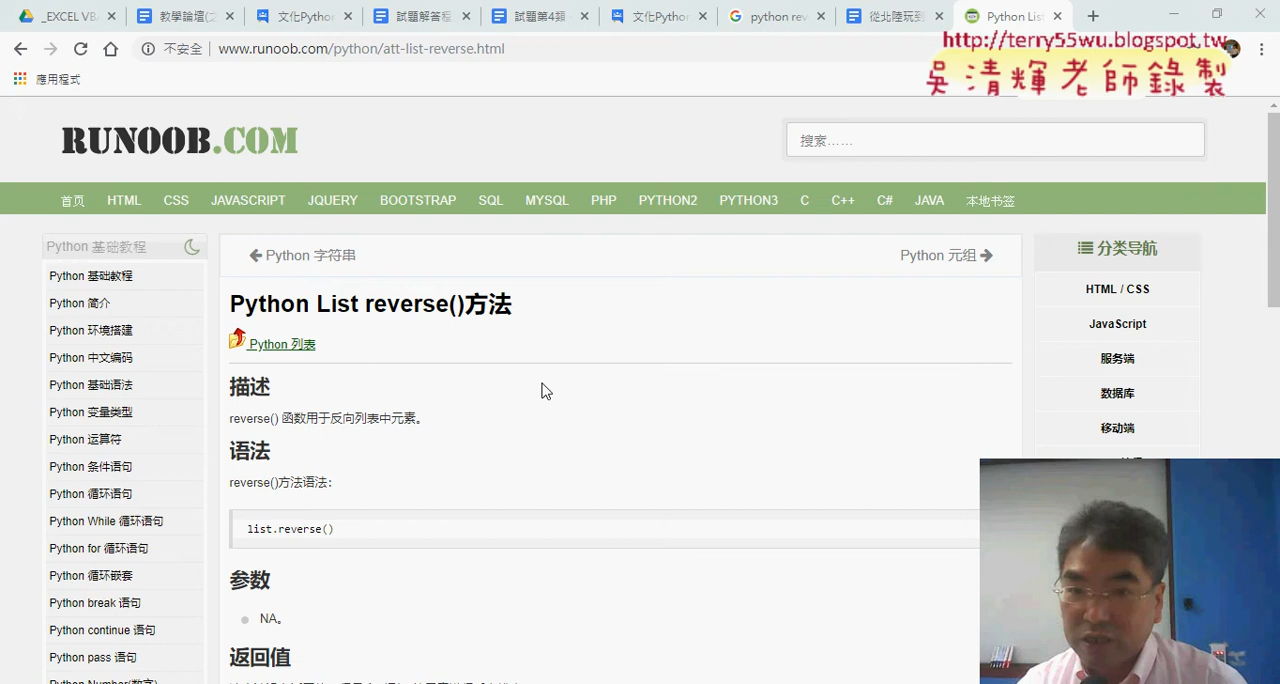 _EXCEL VB
教學論壇(之
文化Python
試題解答程
試題第4類
文化Python
python rev
從北陸玩到
Python List
不安全 | www.runoob.com/python/att-list-reverse.html
http://terry55wu.blogspot.tw
應用程式
吳清輝老師錄製
RUNOOB.COM
搜索……
首页 HTML CSS JAVASCRIPT JQUERY BOOTSTRAP SQL MYSQL PHP PYTHON2 PYTHON3 C C++ C# JAVA 本地书签
Python 基础教程
Python 基础教程
Python 简介
Python 环境搭建
Python 中文编码
Python 基础语法
Python 变量类型
Python 运算符
Python 条件语句
Python 循环语句
Python While 循环语句
Python for 循环语句
Python 循环嵌套
Python break 语句
Python continue 语句
Python pass 语句
Python Number(数字)
Python 字符串
Python 元组
Python List reverse()方法
Python 列表
描述
reverse() 函数用于反向列表中元素。
语法
reverse()方法语法：
list.reverse()
参数
NA。
返回值
分类导航
HTML / CSS
JavaScript
服务端
数据库
移动端